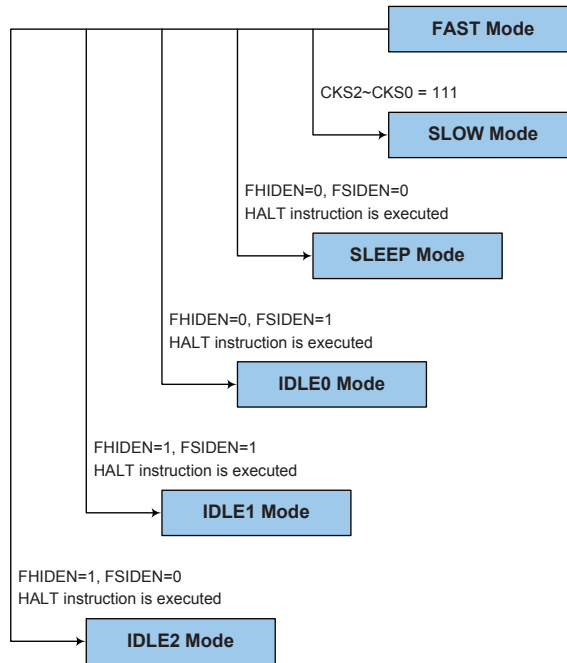 FAST Mode
CKS2~CKS0 = 111
SLOW Mode
FHIDEN=0, FSIDEN=0
HALT instruction is executed
SLEEP Mode
FHIDEN=0, FSIDEN=1
HALT instruction is executed
IDLE0 Mode
FHIDEN=1, FSIDEN=1
HALT instruction is executed
IDLE1 Mode
FHIDEN=1, FSIDEN=0
HALT instruction is executed
IDLE2 Mode